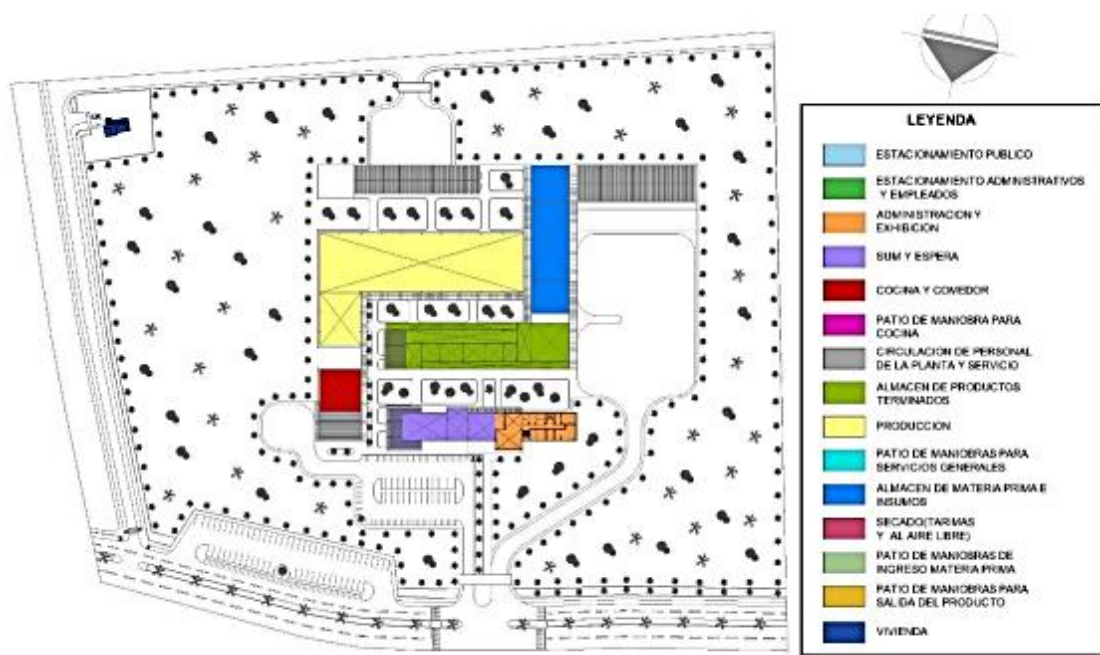 LEYENDA
ESTACIONAMIENTO PUBLICO
ESTACIONAMIENTO ADMINISTRATIVOS
Y EMPLEADOS
ADMINISTRACION Y
EXHIBICION
SUM Y ESPERA
COCINA Y COMEDOR
PATIO DE MANIOBRA PARA
COCINA
CIRCULACION DE PERSONAL
DE LA PLANTA Y SERVICIO
ALMACEN DE PRODUCTOS
TERMINADOS
PRODUCCION
PATIO DE MANIOBRAS PARA
SERVICIOS GENERALES
ALMACEN DE MATERIA PRIMA E
INSUMOS
SECADO(TARIMAS
Y AL AIRE LIBRE)
PATIO DE MANIOBRAS DE
INGRESO MATERIA PRIMA
PATIO DE MANIOBRAS PARA
SALIDA DEL PRODUCTO
VIVIENDA